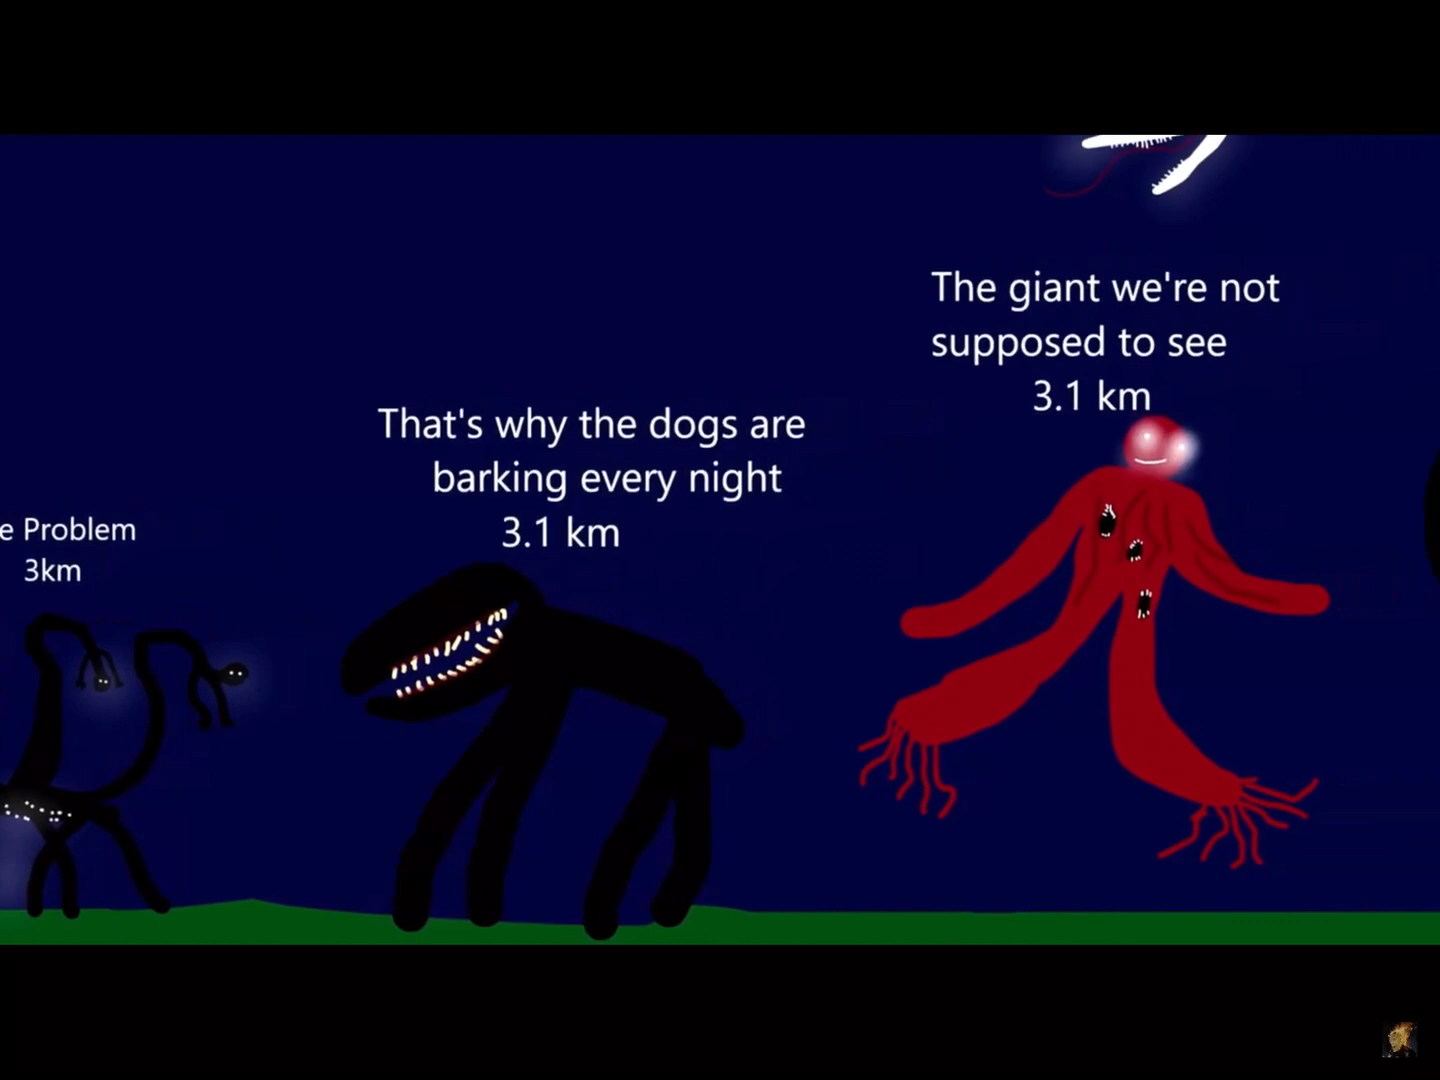 e Problem
3km
That's why the dogs are
barking every night
3.1 km
The giant we're not
supposed to see
3.1 km